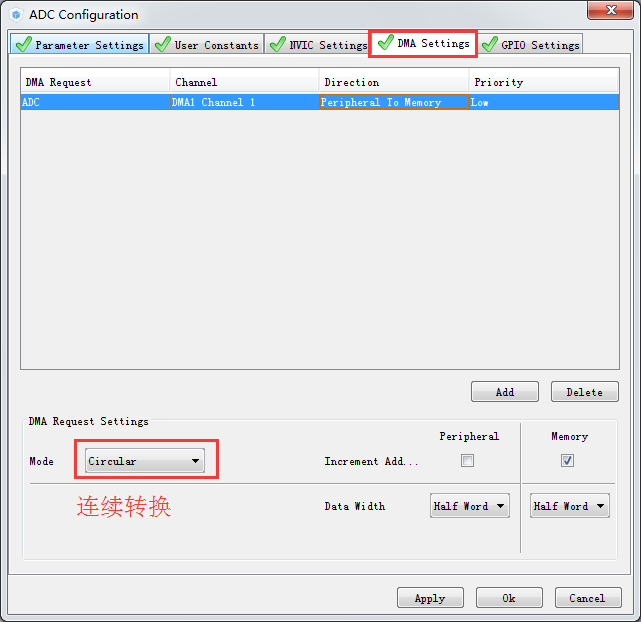 ADC Configuration
Parameter Settings User Constants NVIC Settings DMA Settings GPIO Settings
DMA Request Channel Direction Priority
ADC DMA1 Channel 1 Peripheral To Memory Low
Add Delete
DMA Request Settings
Peripheral Memory
Mode Circular Increment Add...
连续转换 Data Width Half Word Half Word
Apply Ok Cancel